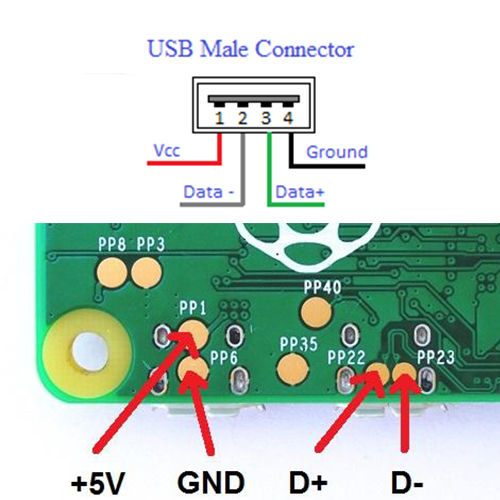 USB Male Connector
1 2 3 4
Vcc
Ground
Data -
Data+
PP8 PP3
PP40
PP1
PP35
PP6
PP22
PP23
+5V GND D+ D-